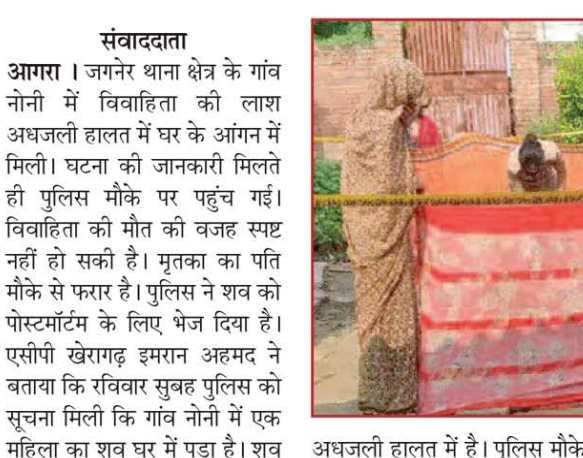 संवाददाता
आगरा । जगनेर थाना क्षेत्र के गांव
नोनी में विवाहिता की लाश
अधजली हालत में घर के आंगन में
मिली। घटना की जानकारी मिलते
ही पुलिस मौके पर पहुंच गई।
विवाहिता की मौत की वजह स्पष्ट
नहीं हो सकी है। मृतका का पति
मौके से फरार है। पुलिस ने शव को
पोस्टमॉर्टम के लिए भेज दिया है।
एसीपी खेरागढ़ इमरान अहमद ने
बताया कि रविवार सुबह पुलिस को
सूचना मिली कि गांव नोनी में एक
महिला का शव घर में पड़ा है। शव
अधजली हालत में है। पुलिस मौके